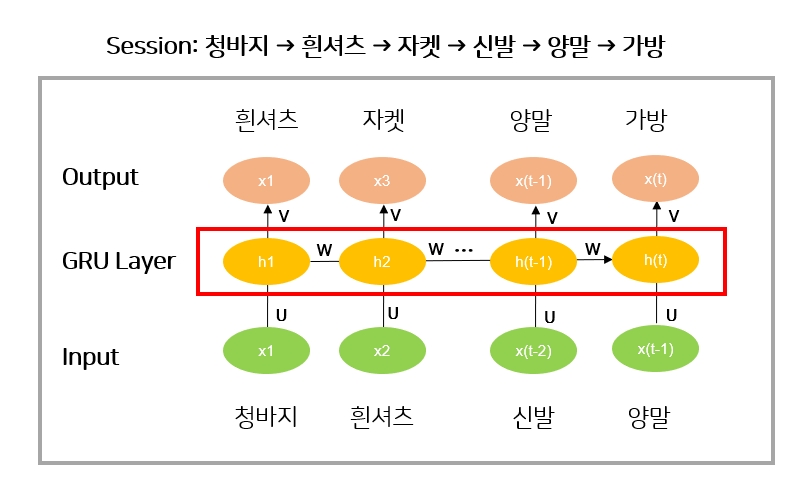 Session: 청바지 → 흰셔츠 → 자켓 → 신발 → 양말 → 가방
흰셔츠 자켓 양말 가방
Output x1 x3 x(t-1) x(t)
V V V V
GRU Layer h1 W h2 W ... h(t-1) W h(t)
U U U U
Input x1 x2 x(t-2) x(t-1)
청바지 흰셔츠 신발 양말